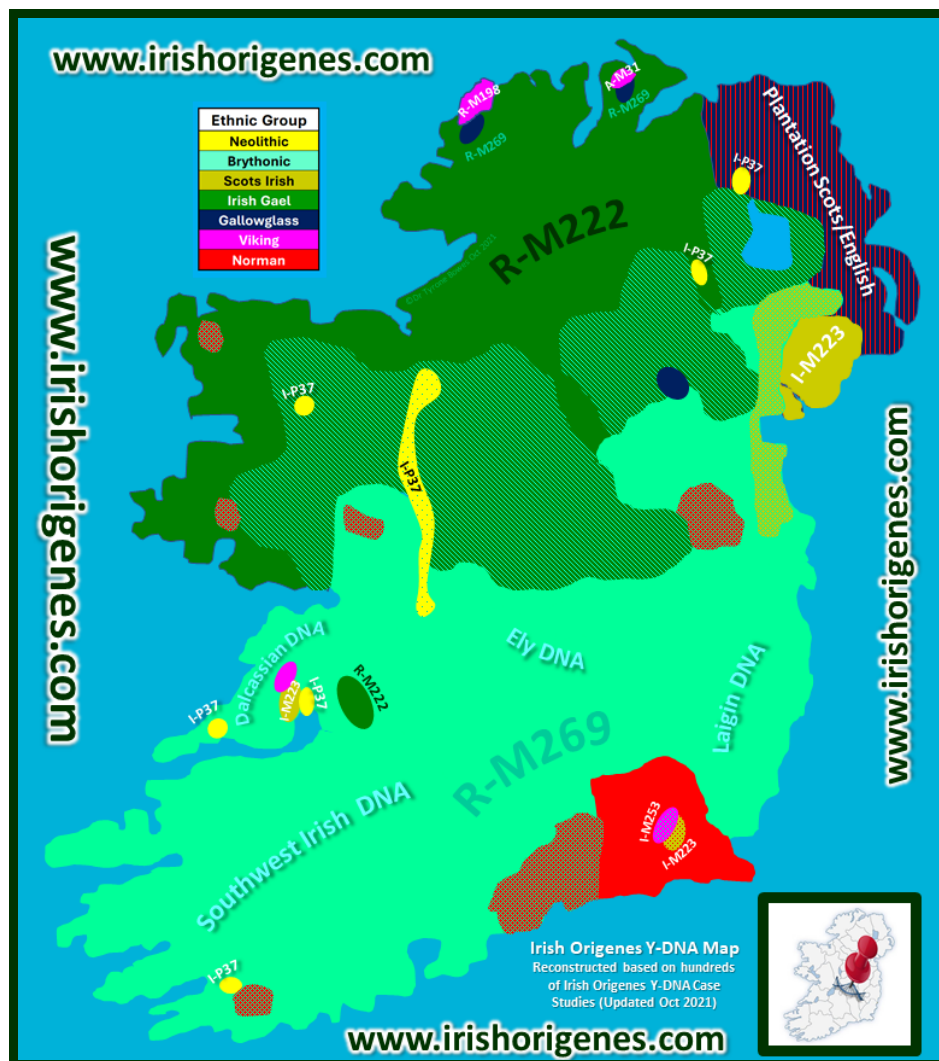 www.irishorigenes.com
R-M198
R-M269
A-M31
R-M269
Ethnic Group
Neolithic
Brythonic
Scots Irish
Irish Gael
Gallowglass
Viking
Norman
Plantation Scots/English
I-P37
R-M222
I-P37
I-M223
I-P37
I-P37
www.irishorigenes.com
www.irishorigenes.com
Dalcassian DNA
I-M223
I-P37
R-M222
I-P37
Ely DNA
Laigin DNA
R-M269
Southwest Irish DNA
I-M253
I-M223
I-P37
Irish Origenes Y-DNA Map
Reconstructed based on hundreds
of Irish Origenes Y-DNA Case
Studies (Updated Oct 2021)
www.irishorigenes.com